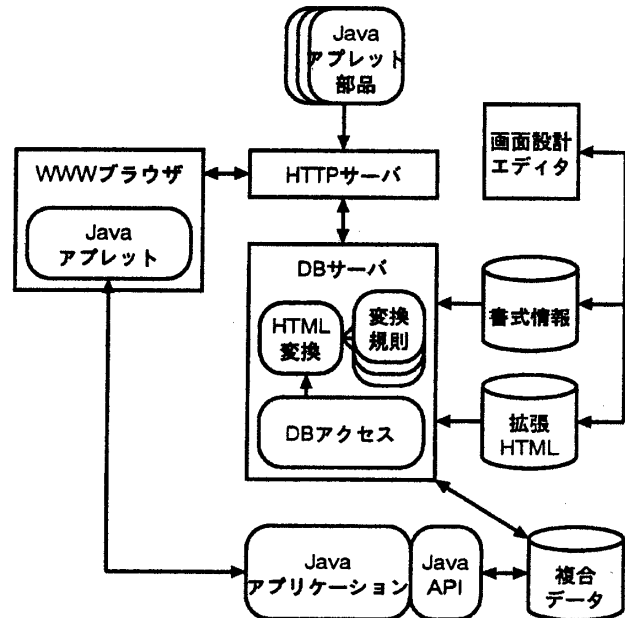 Java
アプレット
部品
画面設計
エディタ
WWWブラウザ
HTTPサーバ
Java
アプレット
DBサーバ
HTML
変換
変換
規則
書式情報
DBアクセス
拡張
HTML
Java
アプリケーション
Java
API
複合
データ